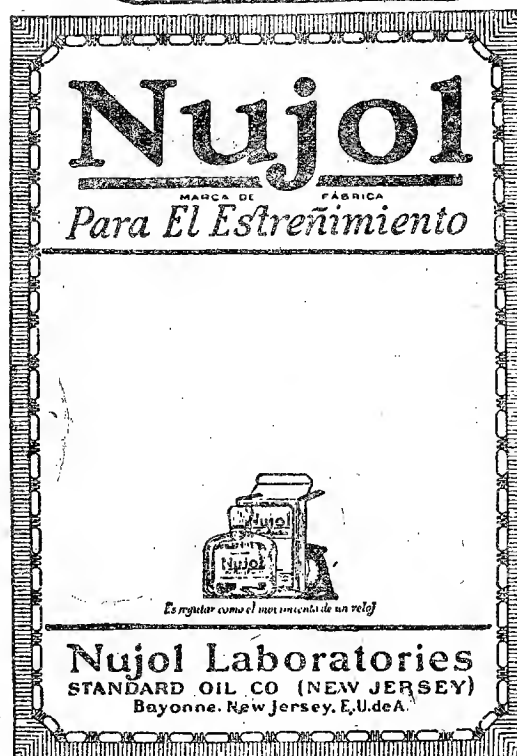 Nujol
MARCA DE FÁBRICA
Para El Estreñimiento
Nujol
Nujol
Es regular como el movimiento de un reloj
Nujol Laboratories
STANDARD OIL CO (NEW JERSEY)
Bayonne. New Jersey. E.U.de A.